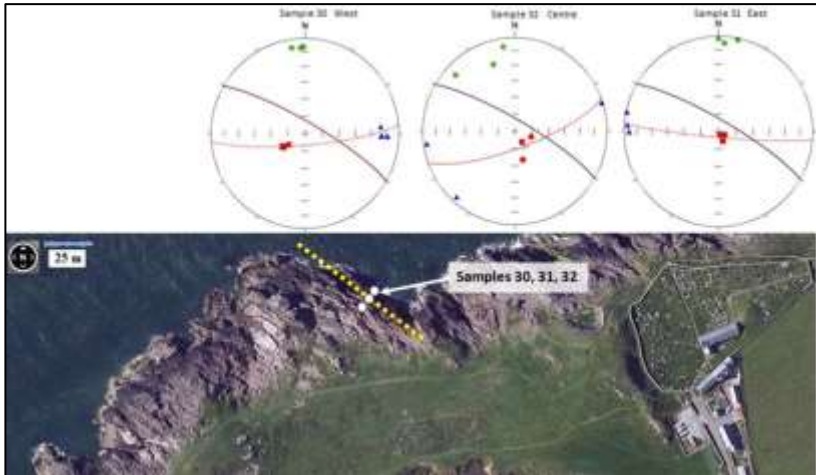 Sample 30 West
N
Sample 32 Centre
N
Sample 31 East
N
25 m
N
Samples 30, 31, 32